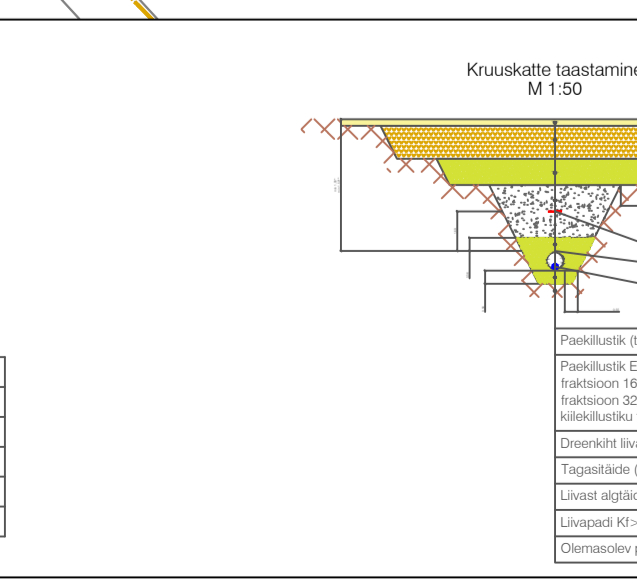 Kruuskatte taastamine
M 1:50
Paekillustik (t
Paekillustik E
fraktsioon 16
fraktsioon 32
kiilekillustiku
Dreenkiht liiva
Tagasitäide (
Liivast algtäid
Liivapadi Kf>
Olemasolev p